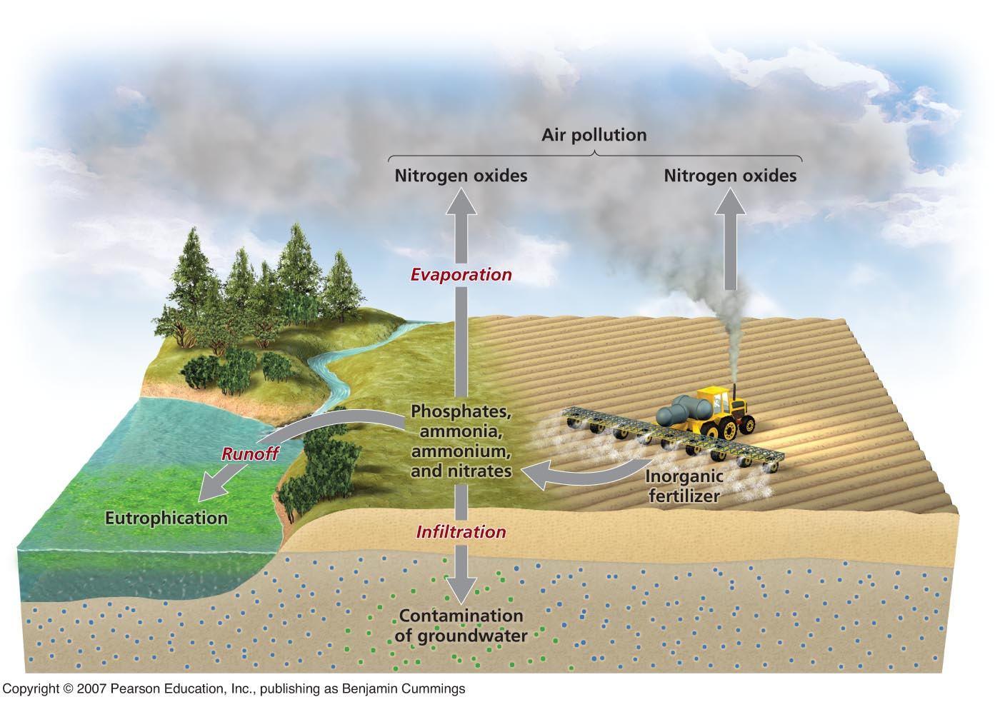 Air pollution
Nitrogen oxides
Nitrogen oxides
Evaporation
Phosphates,
ammonia,
ammonium,
and nitrates
Runoff
Inorganic
fertilizer
Eutrophication
Infiltration
Contamination
of groundwater
Copyright © 2007 Pearson Education, Inc., publishing as Benjamin Cummings